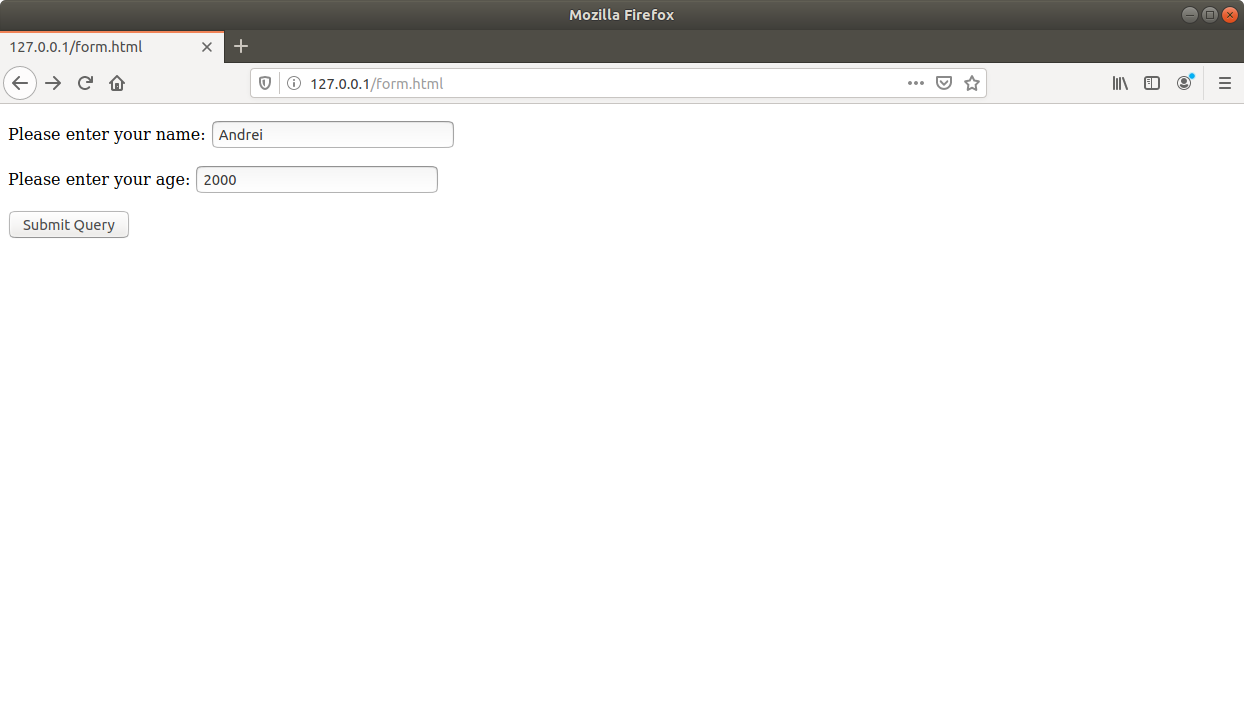 Mozilla Firefox
127.0.0.1/form.html
127.0.0.1/form.html
Please enter your name: Andrei
Please enter your age: 2000
Submit Query